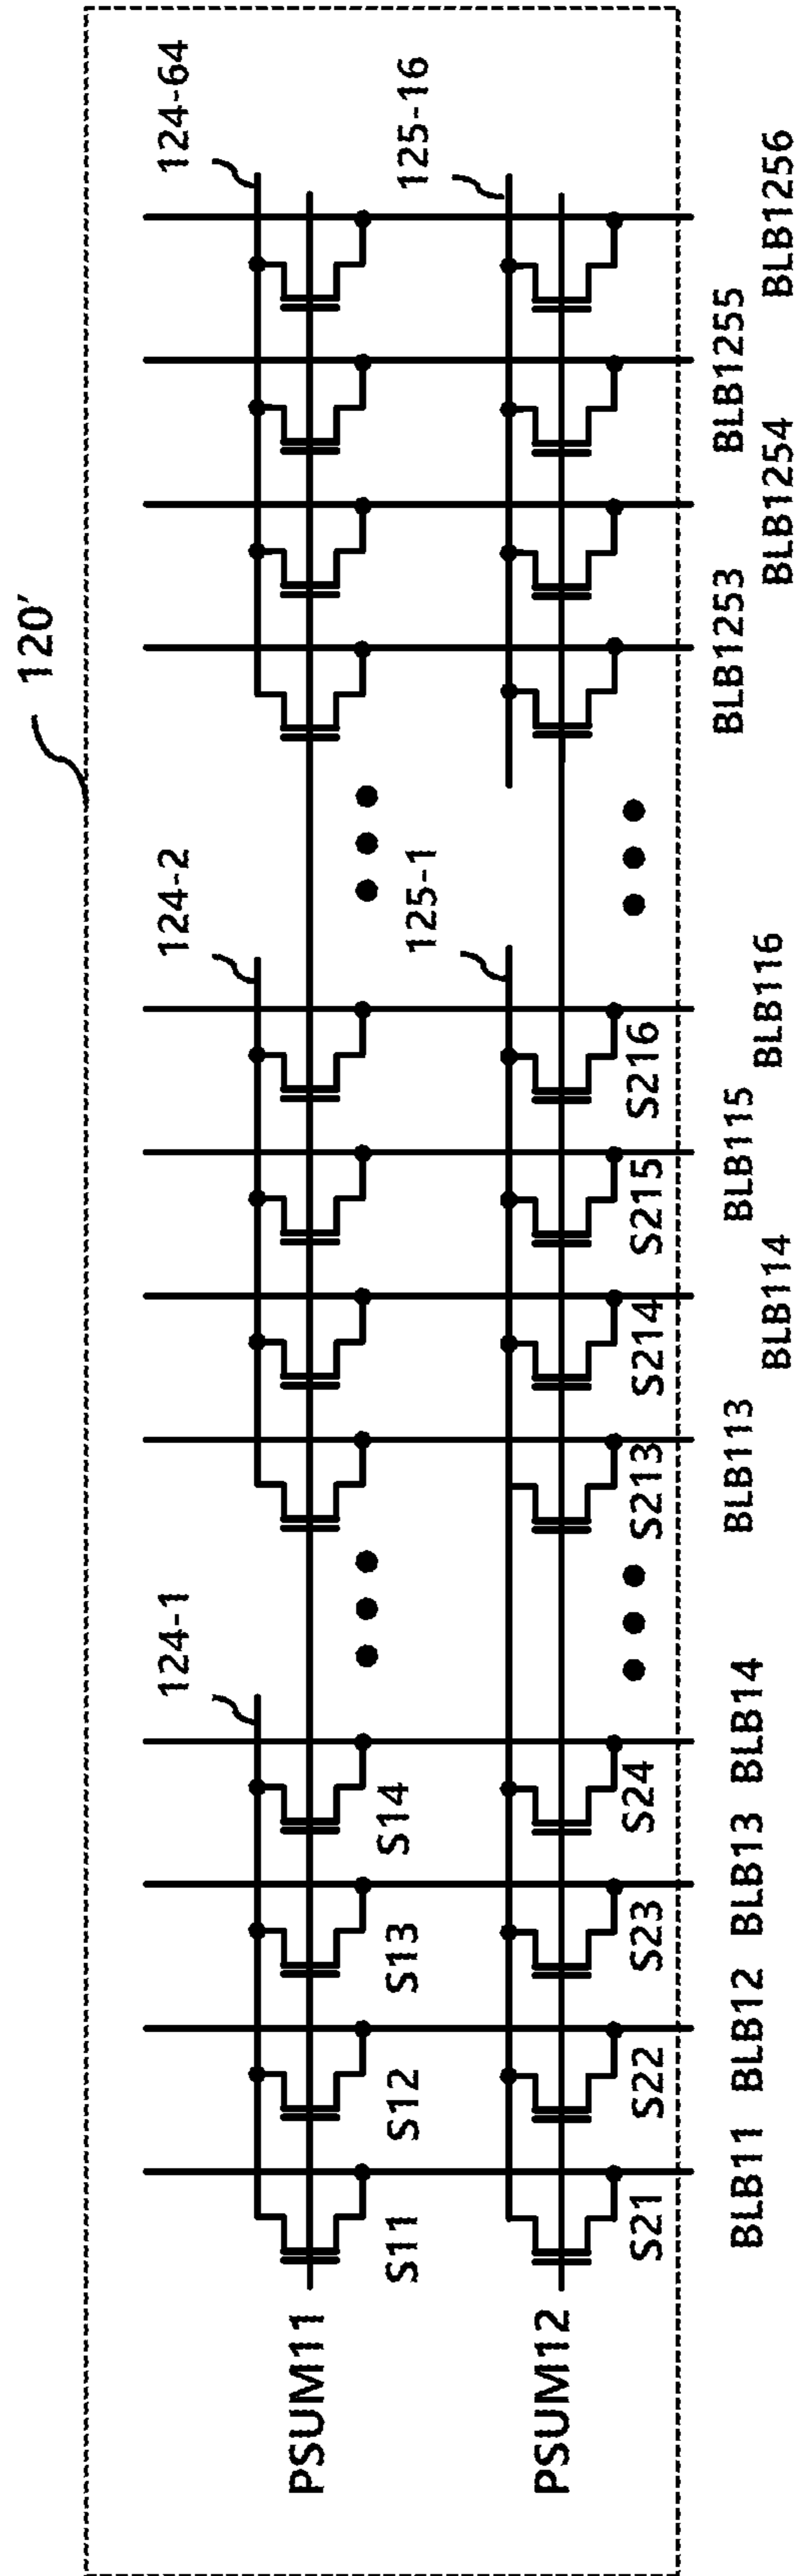 120'
124-1
124-2
124-64
PSUM11
S11
S12
S13
S14
125-1
125-16
PSUM12
S21
S22
S23
S24
S213
S214
S215
S216
BLB11
BLB12
BLB13
BLB14
BLB113
BLB114
BLB115
BLB116
BLB1253
BLB1254
BLB1255
BLB1256